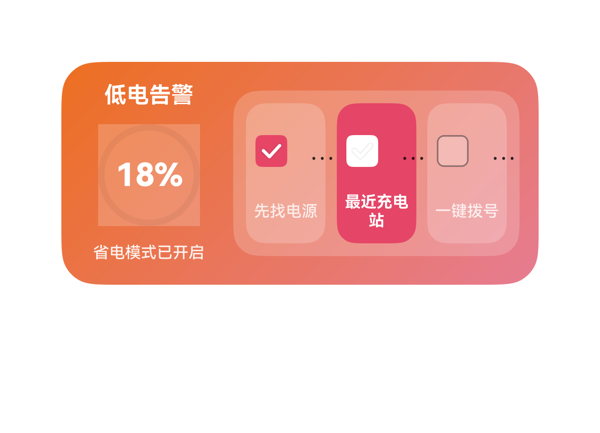 低电告警
18%
省电模式已开启
先找电源
最近充电
站
一键拨号